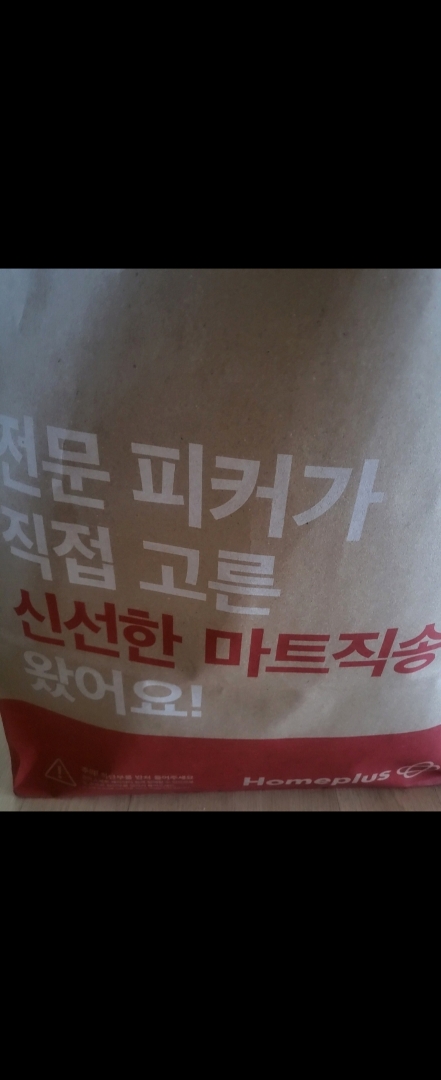 전문 피커가
직접 고른
신선한 마트직송
왔어요!
Homeplus